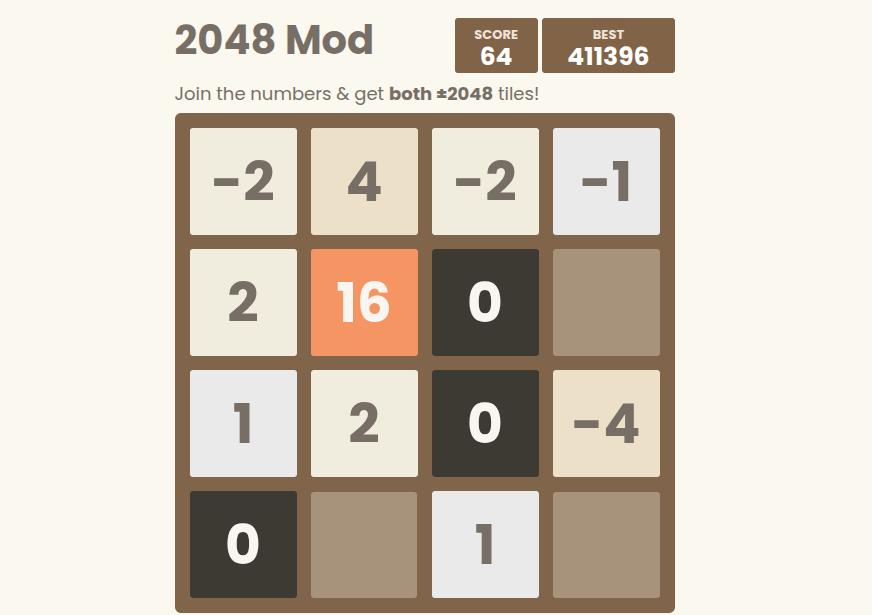 2048 Mod
SCORE
64
BEST
411396
Join the numbers & get both ±2048 tiles!
−2 4 −2 −1
2 16 0
1 2 0 −4
0 1